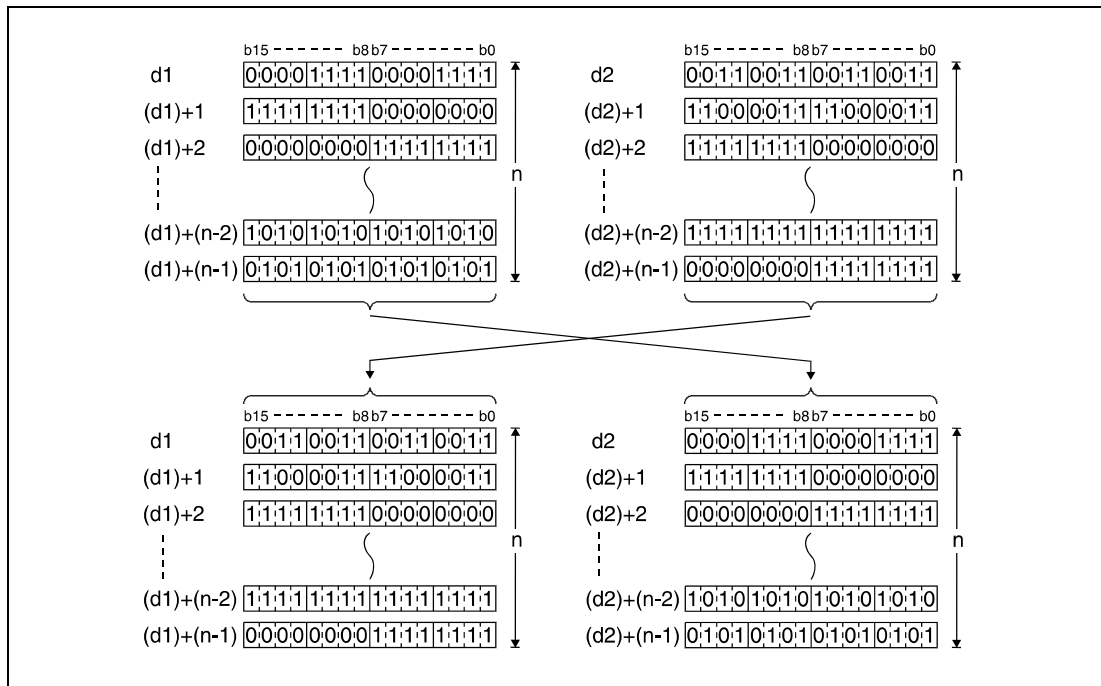 b15 b8 b7 b0
d1 0000111100001111
(d1)+1 1111111100000000
(d1)+2 0000000011111111
(d1)+(n-2) 1010101010101010
(d1)+(n-1) 0101010101010101
n
b15 b8 b7 b0
d2 0011001100110011
(d2)+1 1100001111000011
(d2)+2 1111111100000000
(d2)+(n-2) 1111111111111111
(d2)+(n-1) 0000000011111111
n
b15 b8 b7 b0
d1 0011001100110011
(d1)+1 1100001111000011
(d1)+2 1111111100000000
(d1)+(n-2) 1111111111111111
(d1)+(n-1) 0000000011111111
n
b15 b8 b7 b0
d2 0000111100001111
(d2)+1 1111111100000000
(d2)+2 0000000011111111
(d2)+(n-2) 1010101010101010
(d2)+(n-1) 0101010101010101
n